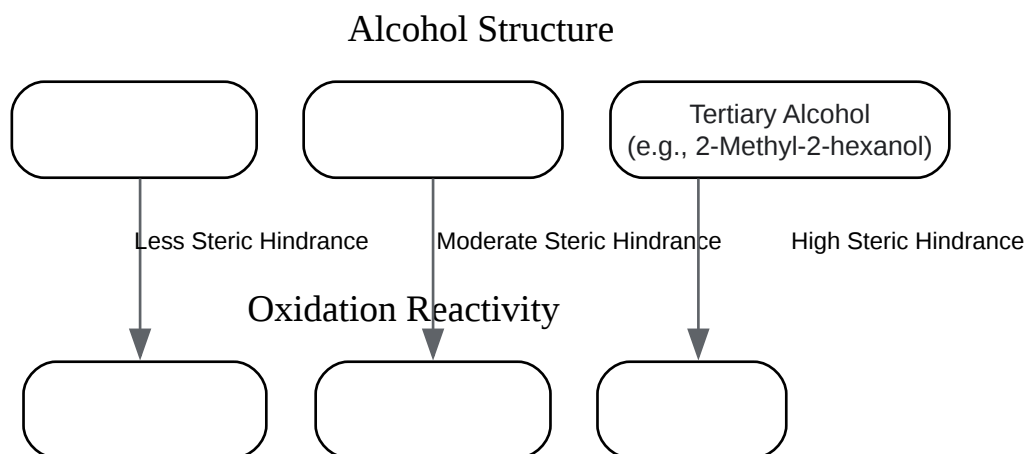 Alcohol Structure
Tertiary Alcohol
(e.g., 2-Methyl-2-hexanol)
Less Steric Hindrance
Moderate Steric Hindrance
High Steric Hindrance
Oxidation Reactivity